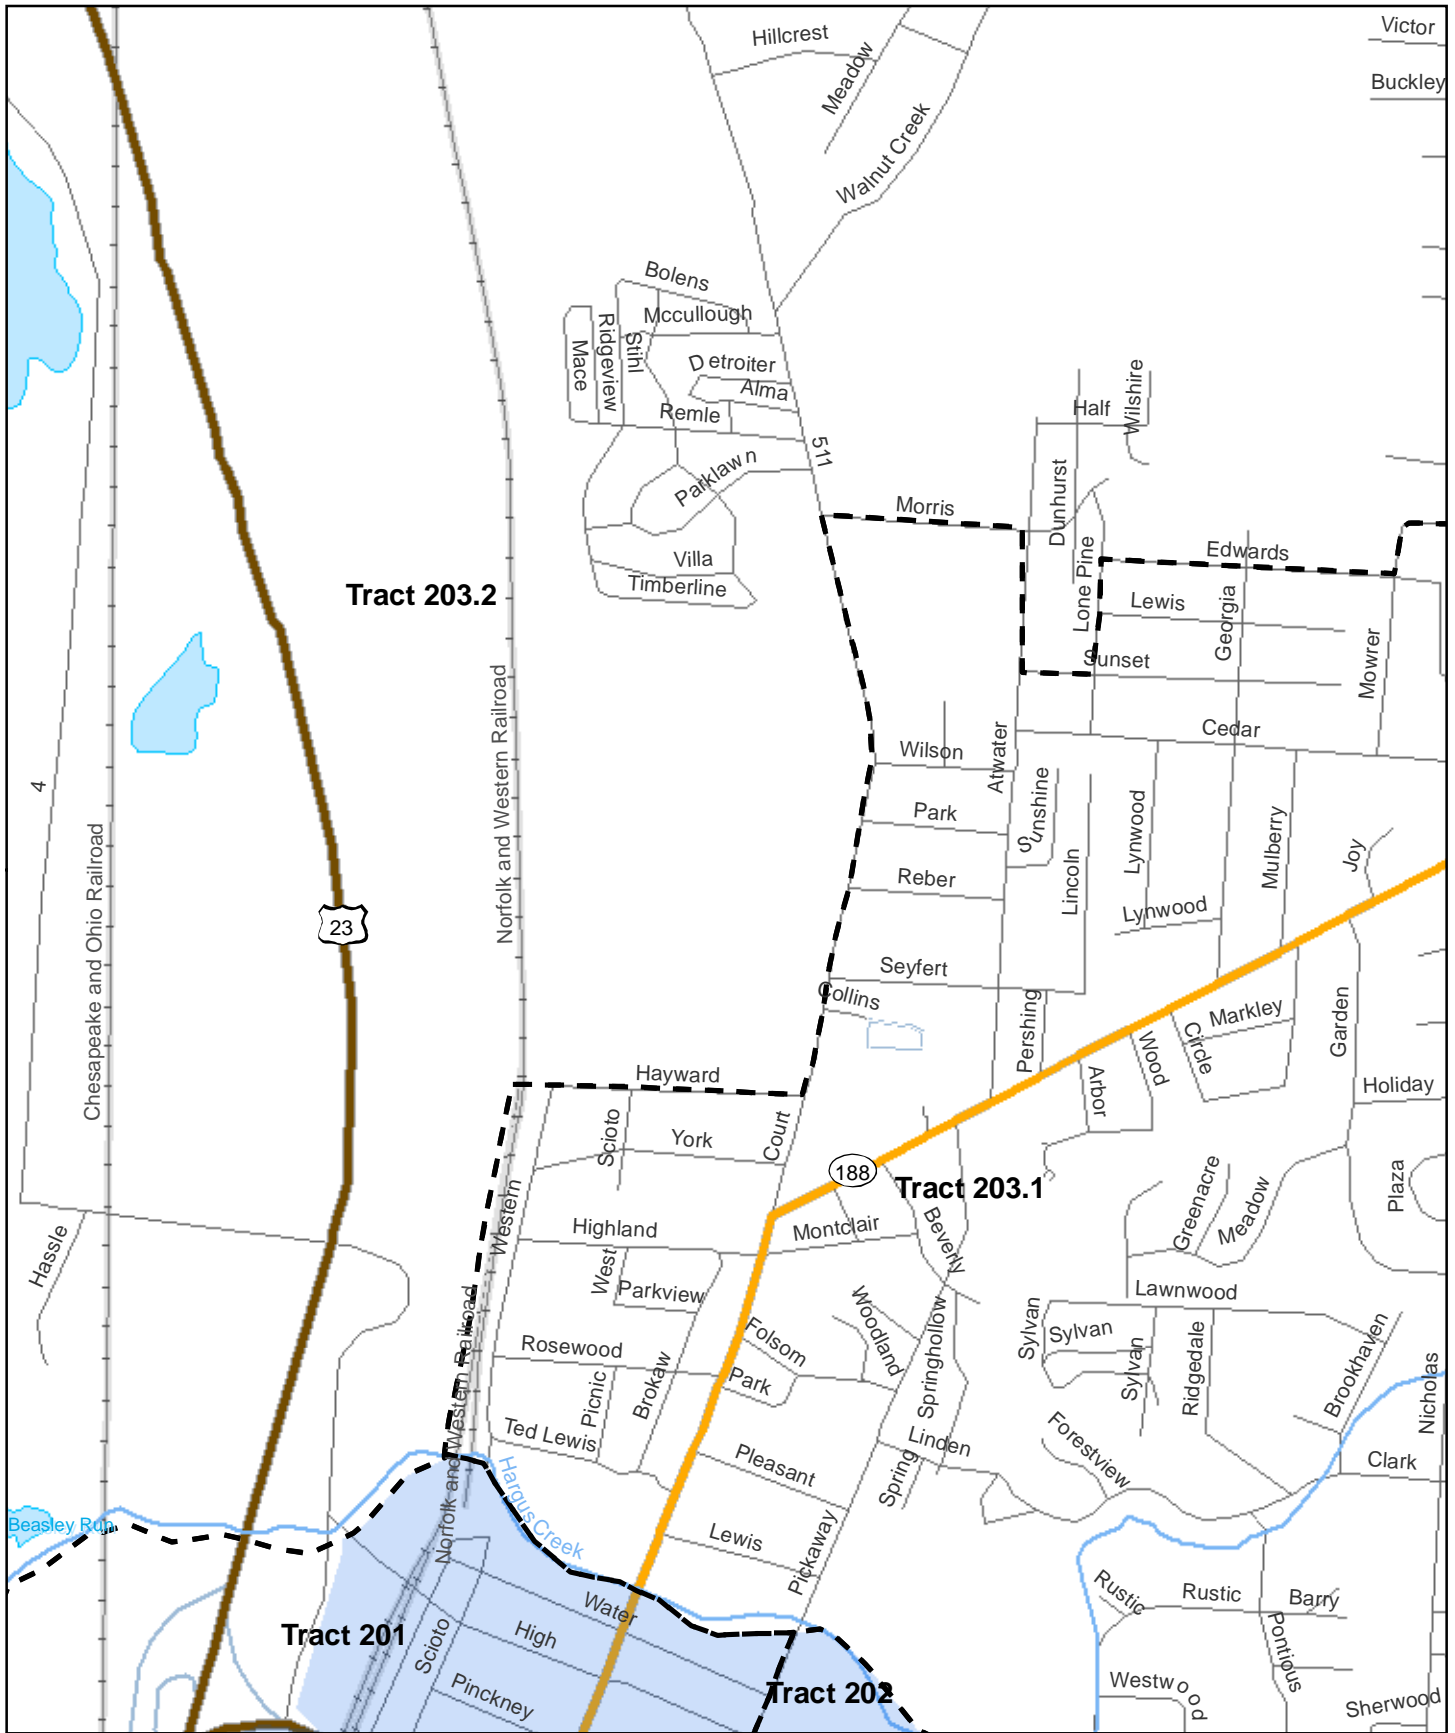 Hillcrest
Meadow
Walnut Creek
Victor
Buckley
Bolens
Mccullough
Mace
Ridgeview
Stihl
Detroiter
Alma
Remle
Parklawn
511
Villa
Timberline
Half
Wilshire
Dunhurst
Morris
Lone Pine
Edwards
Lewis
Georgia
Sunset
Mowrer
Tract 203.2
Norfolk and Western Railroad
4
Chesapeake and Ohio Railroad
23
Wilson
Atwater
Cedar
Park
Sunshine
Lincoln
Lynwood
Mulberry
Joy
Reber
Lynwood
Seyfert
Collins
Pershing
Markley
Circle
Wood
Garden
Arbor
Holiday
Hayward
Scioto
York
Court
188
Tract 203.1
Western
Highland
West
Parkview
Montclair
Beverly
Greenacre
Meadow
Plaza
Hassle
Norfolk and Western Railroad
Rosewood
Picnic
Brokaw
Folsom
Park
Woodland
Springhollow
Lawnwood
Sylvan
Sylvan
Sylvan
Ridgedale
Brookhaven
Nicholas
Ted Lewis
Pleasant
Linden
Spring
Forestview
Clark
Hargus Creek
Beasley Run
Lewis
Pickaway
Water
Rustic
Rustic
Barry
Pontious
Tract 201
Scioto
High
Pinckney
Tract 202
Westwood
Sherwood